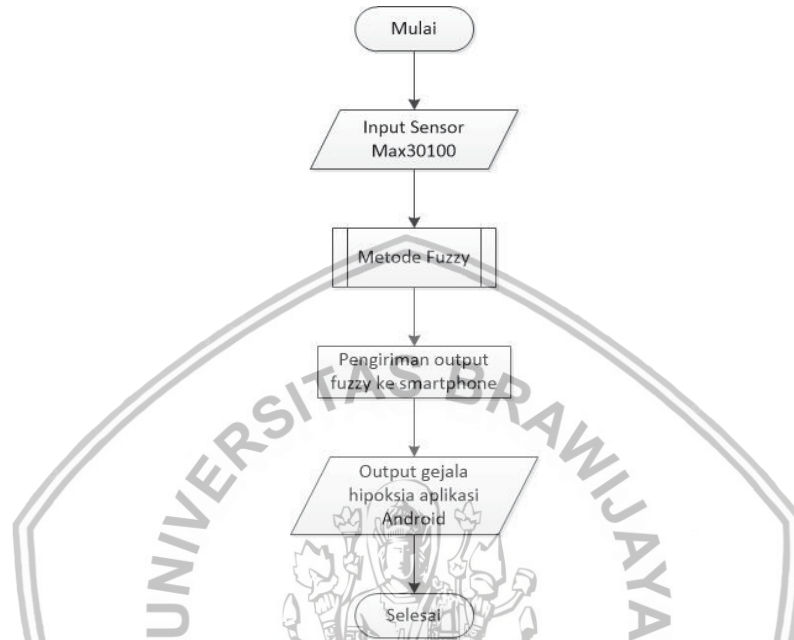 Mulai
Input Sensor
Max30100
Metode Fuzzy
Pengiriman output
fuzzy ke smartphone
Output gejala
hipoksia aplikasi
Android
Selesai
UNIVERSITAS BRAWIJAYA